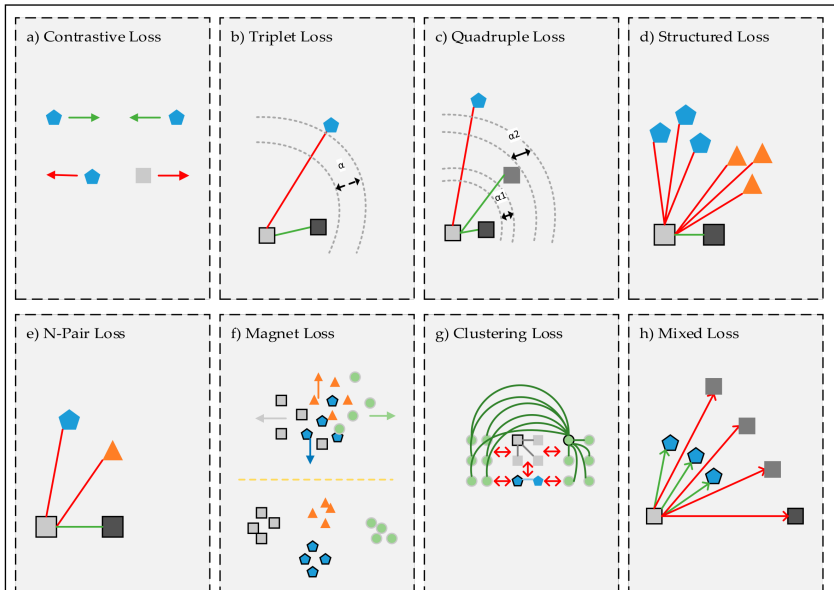 a) Contrastive Loss
b) Triplet Loss
α
c) Quadruple Loss
α2
α1
d) Structured Loss
e) N-Pair Loss
f) Magnet Loss
g) Clustering Loss
h) Mixed Loss